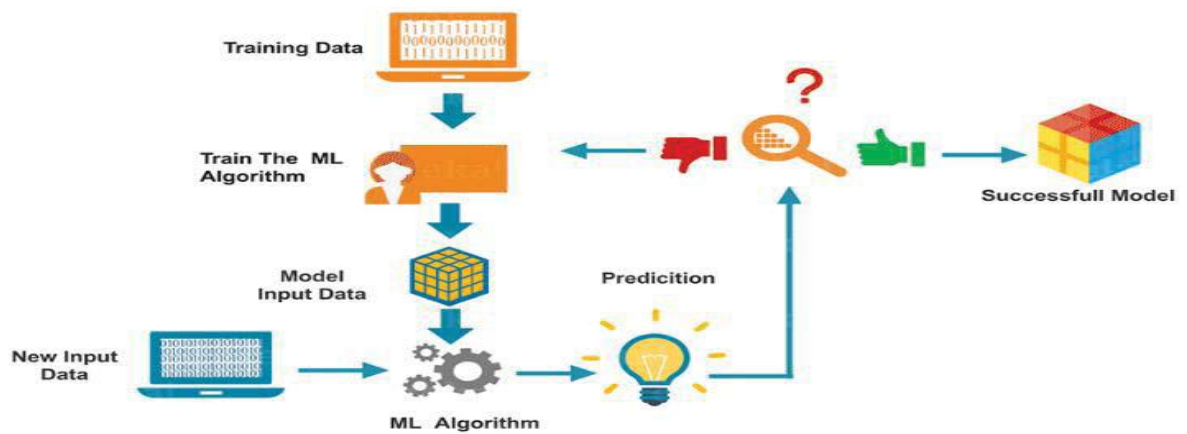 Training Data
?
Train The ML
Algorithm
Successfull Model
Model
Input Data
Predicition
New Input
Data
ML Algorithm